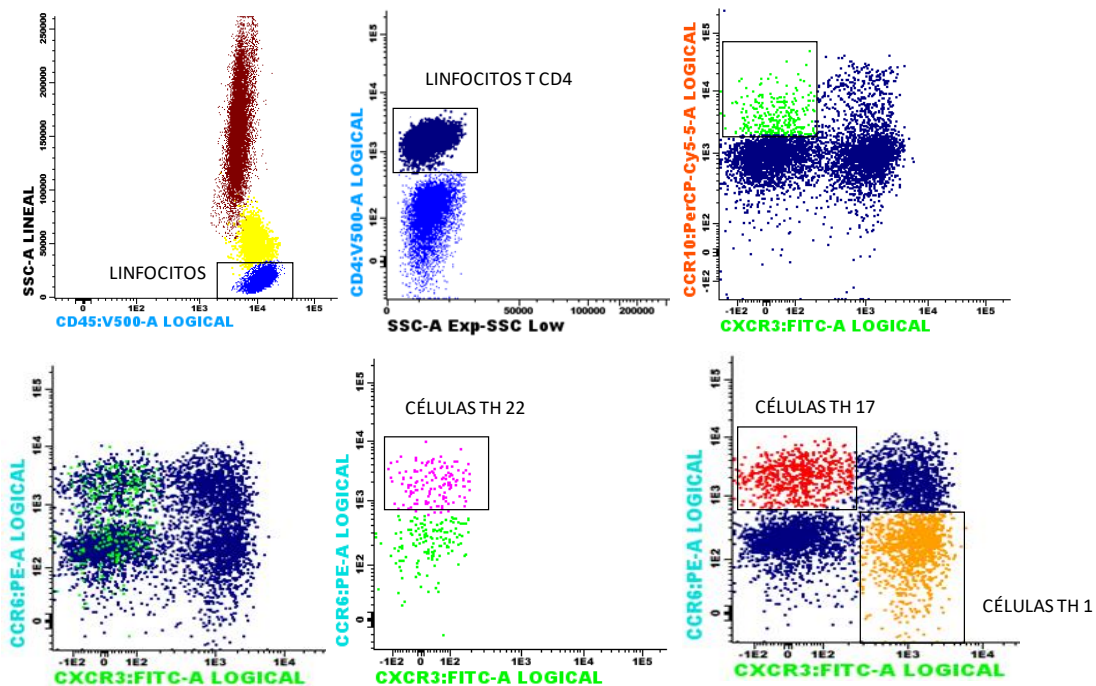 SSC-A LINEAL
250000
200000
150000
100000
50000
0
LINFOCITOS
0
1E2
1E3
1E4
1E5
CD45:V500-A LOGICAL
CD4:V500-A LOGICAL
1E5
1E4
1E3
1E2
0
LINFOCITOS T CD4
0
50000
100000
200000
SSC-A Exp-SSC Low
CCR10:PerCP-Cy5-5-A LOGICAL
1E5
1E4
1E3
1E2
-1E2
-1E2
0
1E2
1E3
1E4
1E5
CXCR3:FITC-A LOGICAL
CCR6:PE-A LOGICAL
1E5
1E4
1E3
1E2
0
-1E2
0
1E2
1E3
1E4
CXCR3:FITC-A LOGICAL
CCR6:PE-A LOGICAL
1E5
1E4
1E3
1E2
0
CÉLULAS TH 22
-1E2
0
1E2
1E3
1E4
1E5
CXCR3:FITC-A LOGICAL
CCR6:PE-A LOGICAL
1E5
1E4
1E3
1E2
0
CÉLULAS TH 17
CÉLULAS TH 1
-1E2
0
1E2
1E3
1E4
CXCR3:FITC-A LOGICAL